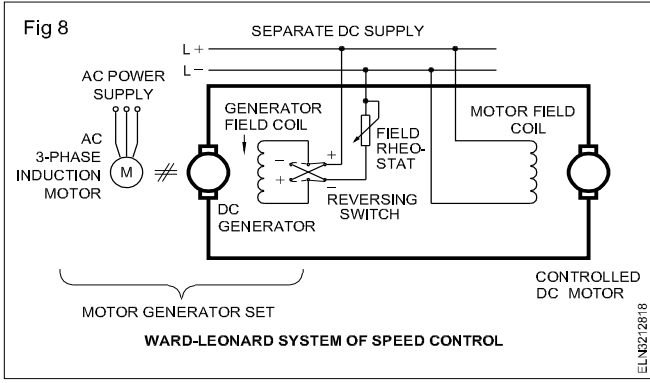 Fig 8
SEPARATE DC SUPPLY
L +
L –
AC POWER
SUPPLY
AC
3-PHASE
INDUCTION
MOTOR
M
GENERATOR
FIELD COIL
–
+
+
–
FIELD
RHEO-
STAT
REVERSING
SWITCH
DC
GENERATOR
MOTOR FIELD
COIL
CONTROLLED
DC MOTOR
MOTOR GENERATOR SET
WARD-LEONARD SYSTEM OF SPEED CONTROL
ELN3212818